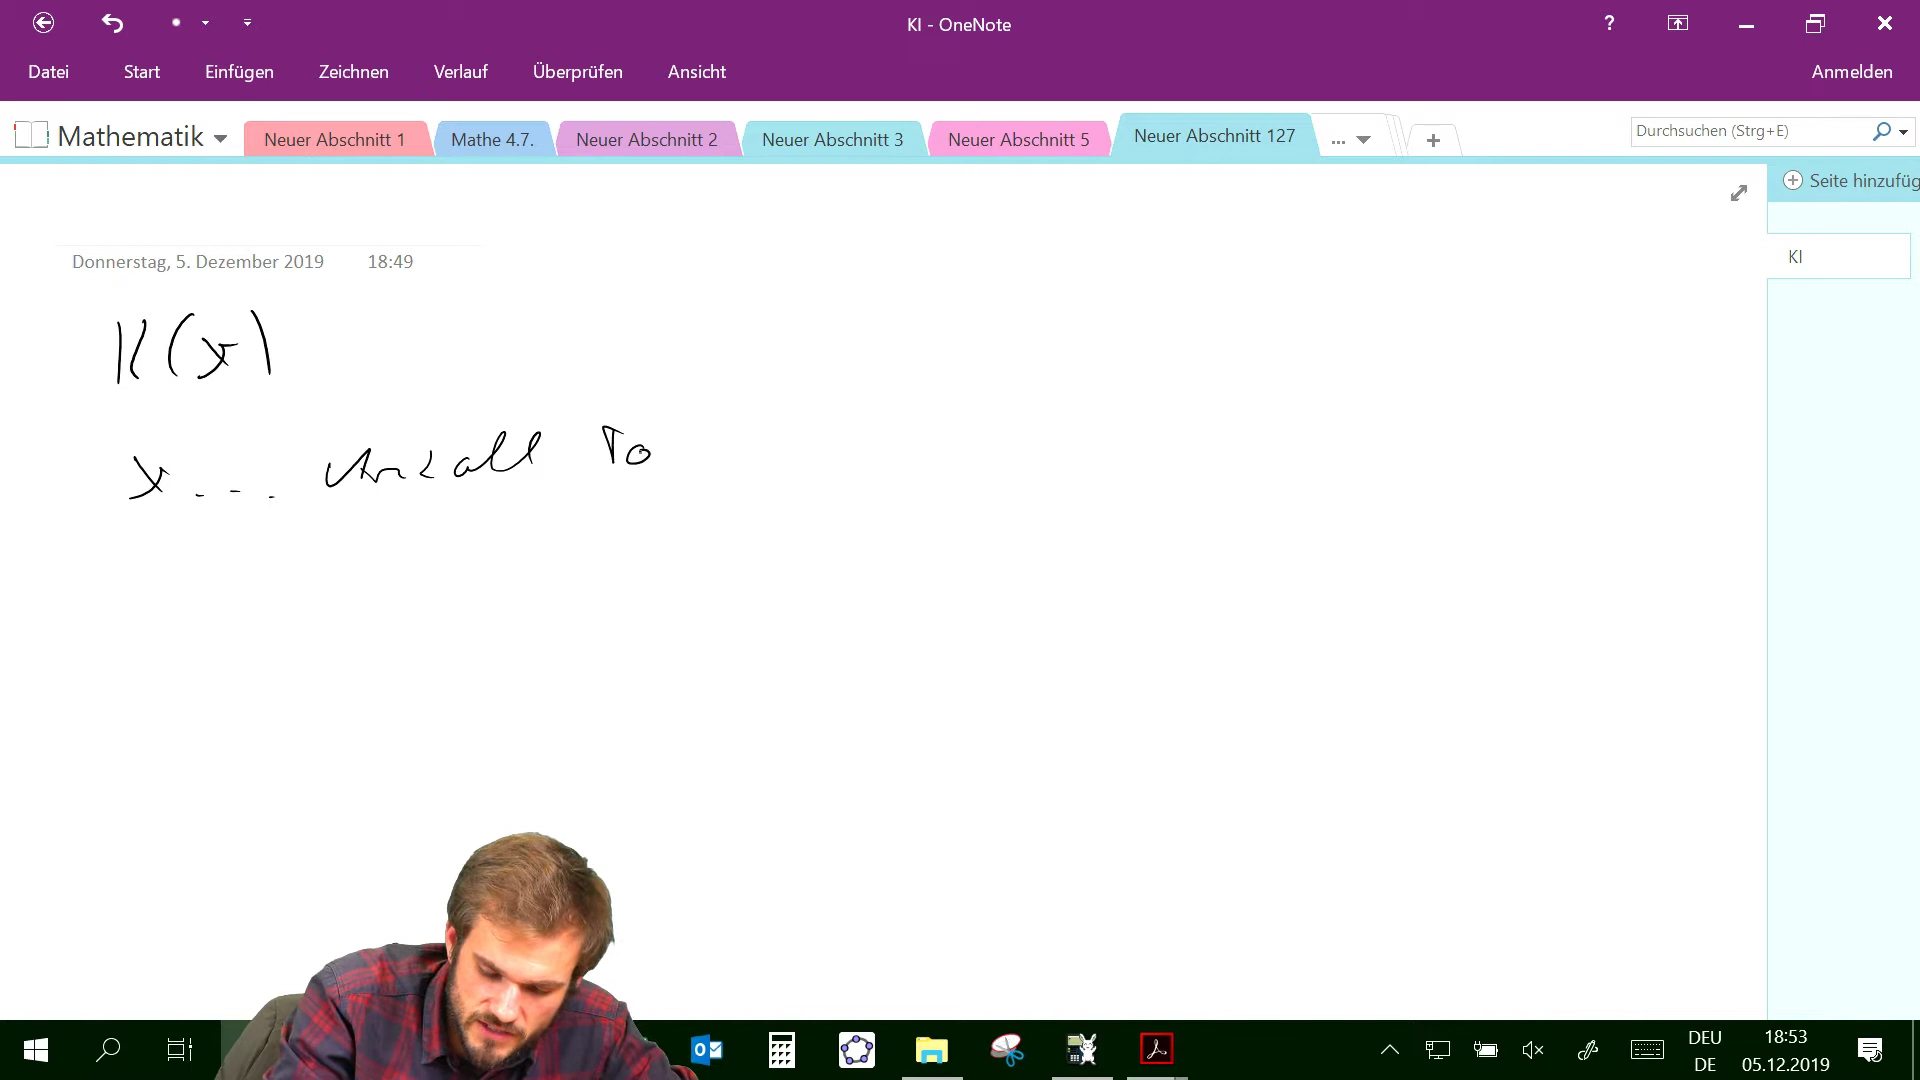 KI - OneNote
?
Datei Start Einfügen Zeichnen Verlauf Überprüfen Ansicht Anmelden
Mathematik Neuer Abschnitt 1 Mathe 4.7. Neuer Abschnitt 2 Neuer Abschnitt 3 Neuer Abschnitt 5 Neuer Abschnitt 127 ... + Durchsuchen (Strg+E)
Seite hinzufüg
KI
Donnerstag, 5. Dezember 2019 18:49
K(x)
x ... Anzahl To
DEU 18:53
DE 05.12.2019